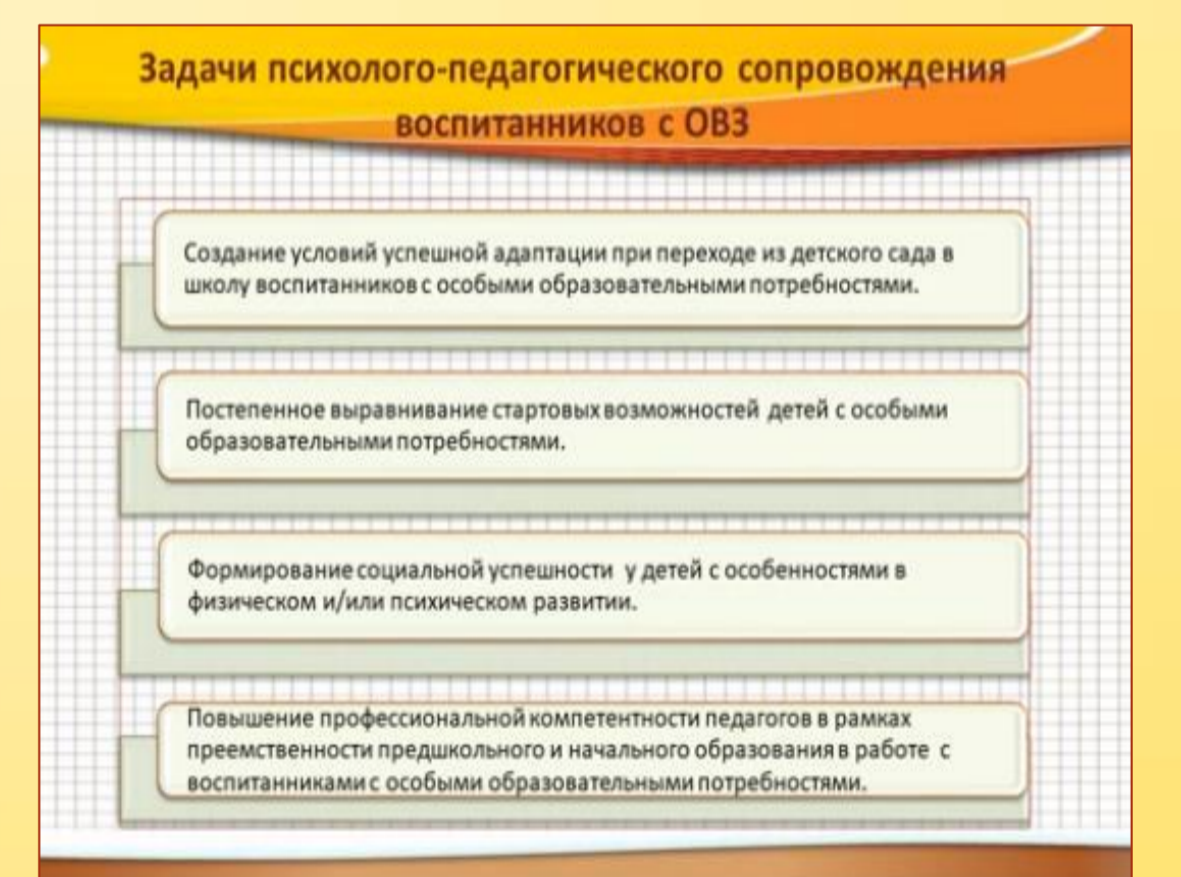 Задачи психолого-педагогического сопровождения
воспитанников с ОВЗ
Создание условий успешной адаптации при переходе из детского сада в
школу воспитанников с особыми образовательными потребностями.
Постепенное выравнивание стартовых возможностей детей с особыми
образовательными потребностями.
Формирование социальной успешности у детей с особенностями в
физическом и/или психическом развитии.
Повышение профессиональной компетентности педагогов в рамках
преемственности предшкольного и начального образования в работе с
воспитанниками с особыми образовательными потребностями.